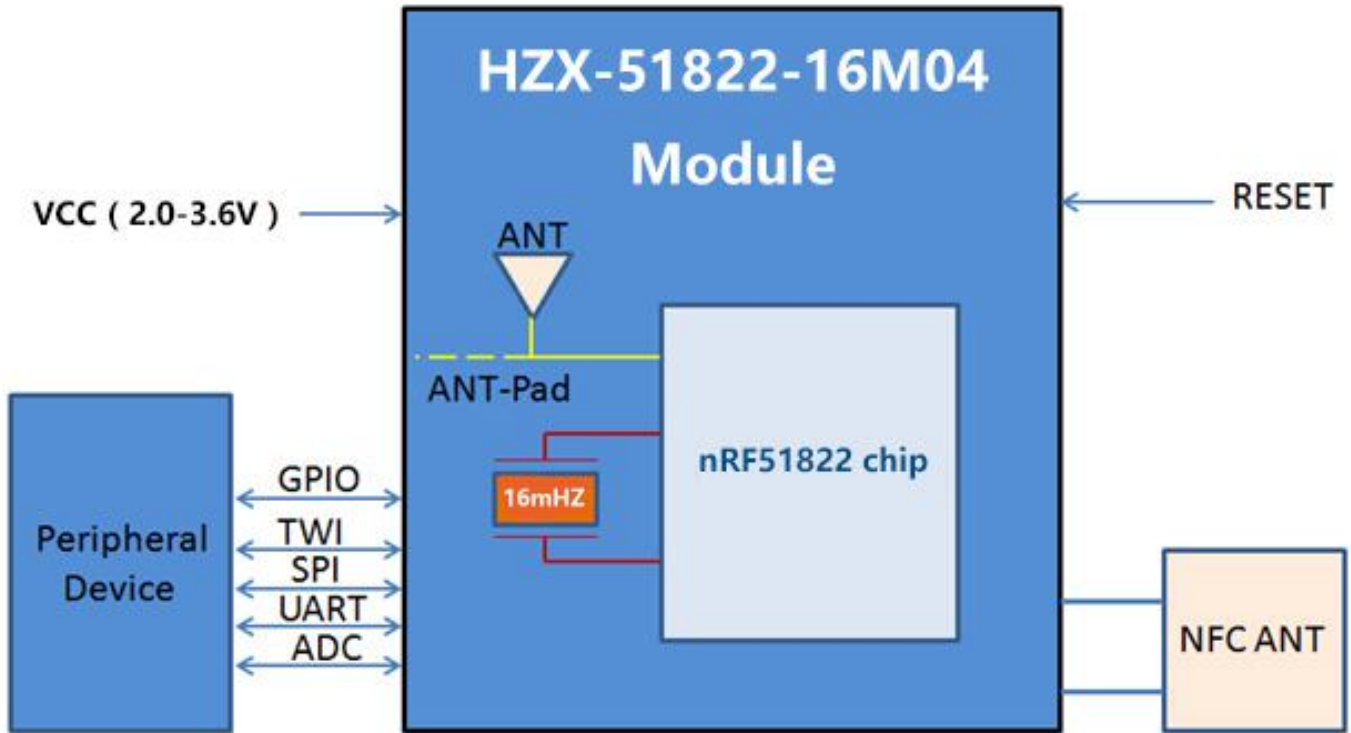 HZX-51822-16M04
Module
VCC ( 2.0-3.6V )
RESET
ANT
ANT-Pad
nRF51822 chip
16mHZ
GPIO
TWI
SPI
UART
ADC
Peripheral
Device
NFC ANT